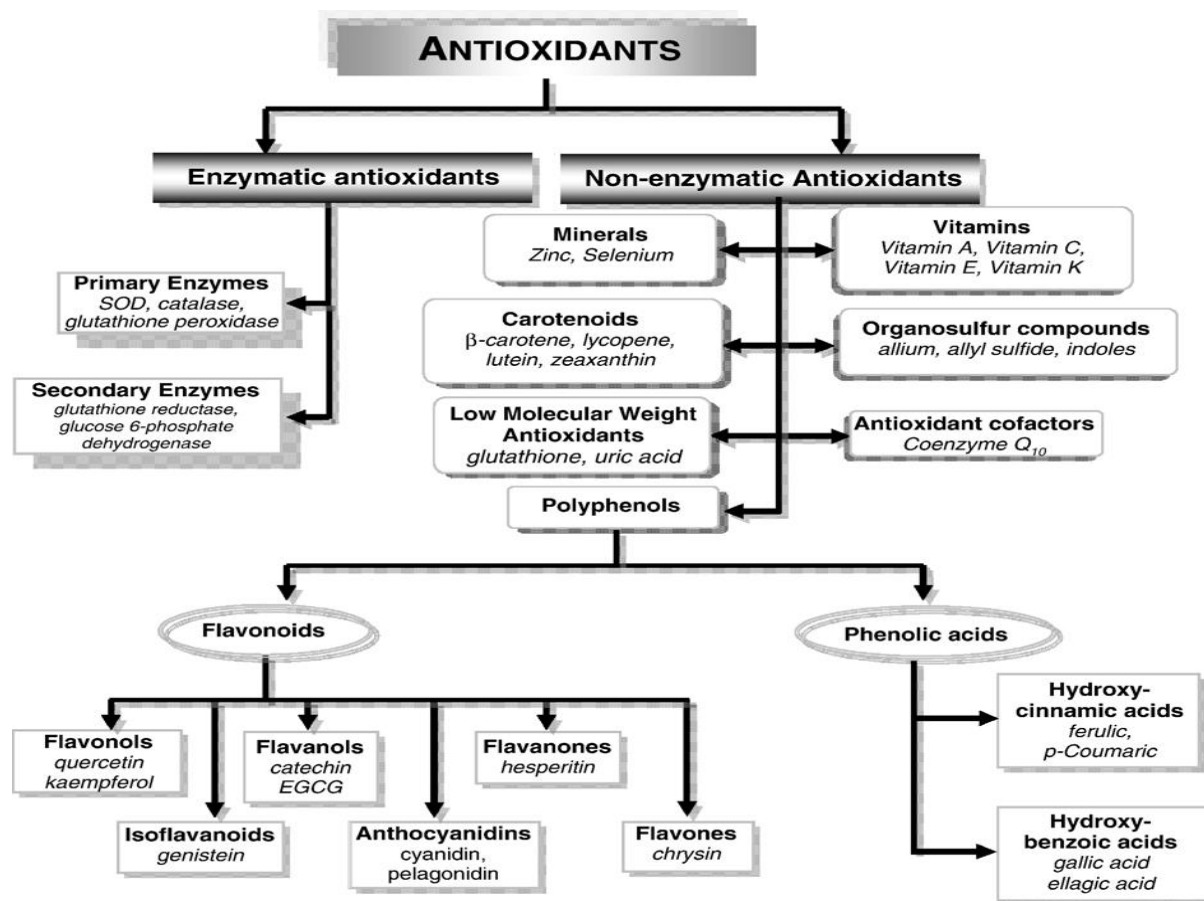 ANTIOXIDANTS
Enzymatic antioxidants
Non-enzymatic Antioxidants
Minerals
Zinc, Selenium
Vitamins
Vitamin A, Vitamin C,
Vitamin E, Vitamin K
Primary Enzymes
SOD, catalase,
glutathione peroxidase
Carotenoids
β-carotene, lycopene,
lutein, zeaxanthin
Organosulfur compounds
allium, allyl sulfide, indoles
Secondary Enzymes
glutathione reductase,
glucose 6-phosphate
dehydrogenase
Low Molecular Weight
Antioxidants
glutathione, uric acid
Antioxidant cofactors
Coenzyme Q10
Polyphenols
Flavonoids
Phenolic acids
Flavonols
quercetin
kaempferol
Flavanols
catechin
EGCG
Flavanones
hesperitin
Isoflavanoids
genistein
Anthocyanidins
cyanidin,
pelagonidin
Flavones
chrysin
Hydroxy-
cinnamic acids
ferulic,
p-Coumaric
Hydroxy-
benzoic acids
gallic acid
ellagic acid